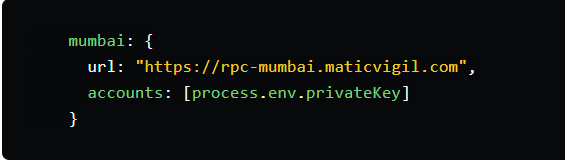 mumbai: {
url: "https://rpc-mumbai.maticvigil.com",
accounts: [process.env.privateKey]
}